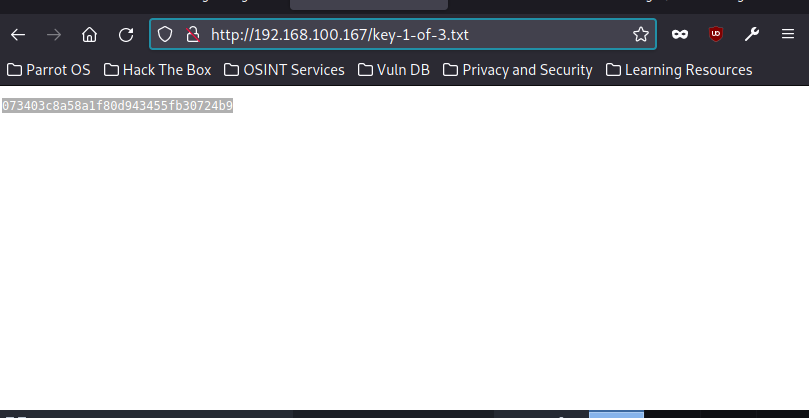 http://192.168.100.167/key-1-of-3.txt
Parrot OS Hack The Box OSINT Services Vuln DB Privacy and Security Learning Resources
073403c8a58a1f80d943455fb30724b9